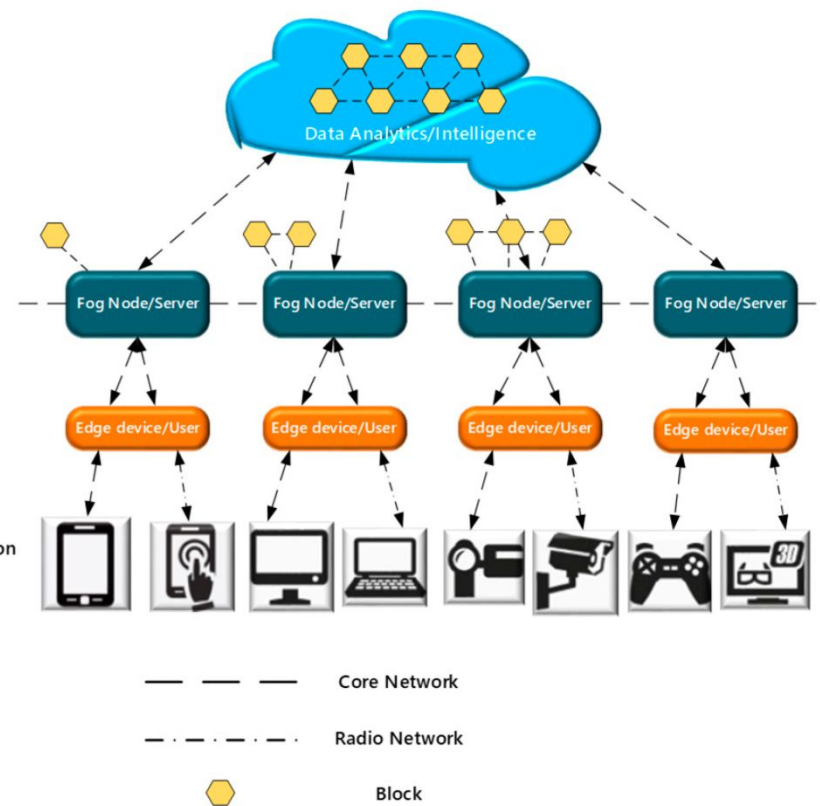 Data Analytics/Intelligence
Fog Node/Server
Fog Node/Server
Fog Node/Server
Fog Node/Server
Edge device/User
Edge device/User
Edge device/User
Edge device/User
on
3D
Core Network
Radio Network
Block